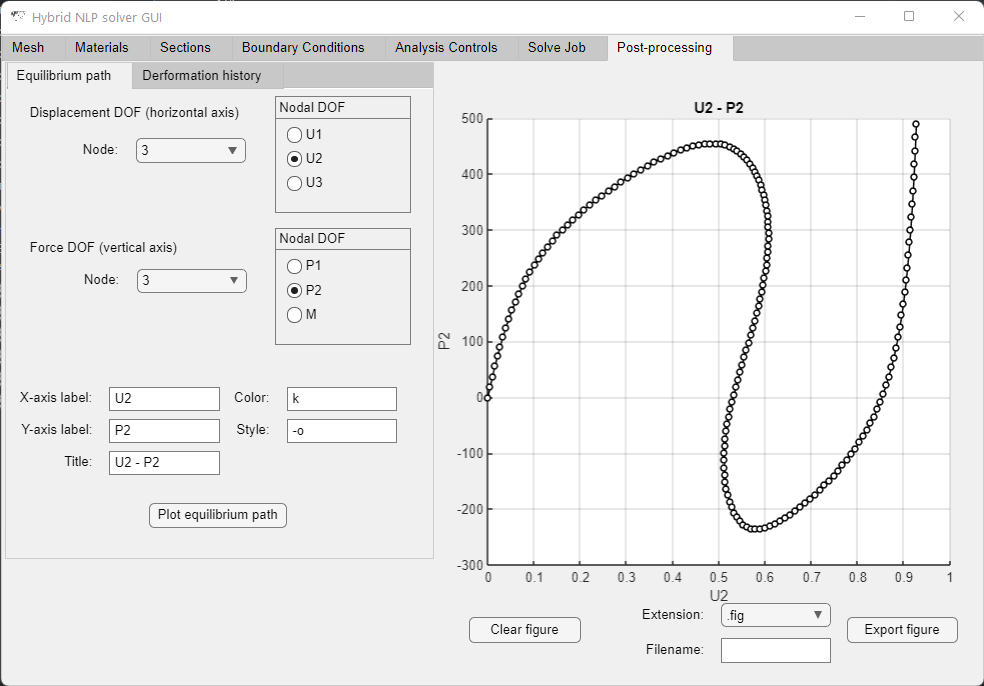 Hybrid NLP solver GUI
Mesh Materials Sections Boundary Conditions Analysis Controls Solve Job Post-processing
Equilibrium path Derformation history
Displacement DOF (horizontal axis)
Node: 3
Nodal DOF
U1
U2
U3
Force DOF (vertical axis)
Node: 3
Nodal DOF
P1
P2
M
X-axis label: U2 Color: k
Y-axis label: P2 Style: -o
Title: U2 - P2
Plot equilibrium path
U2 - P2
500
400
300
200
100
0
-100
-200
-300
P2
0 0.1 0.2 0.3 0.4 0.5 0.6 0.7 0.8 0.9 1
U2
Clear figure
Extension: .fig
Filename:
Export figure